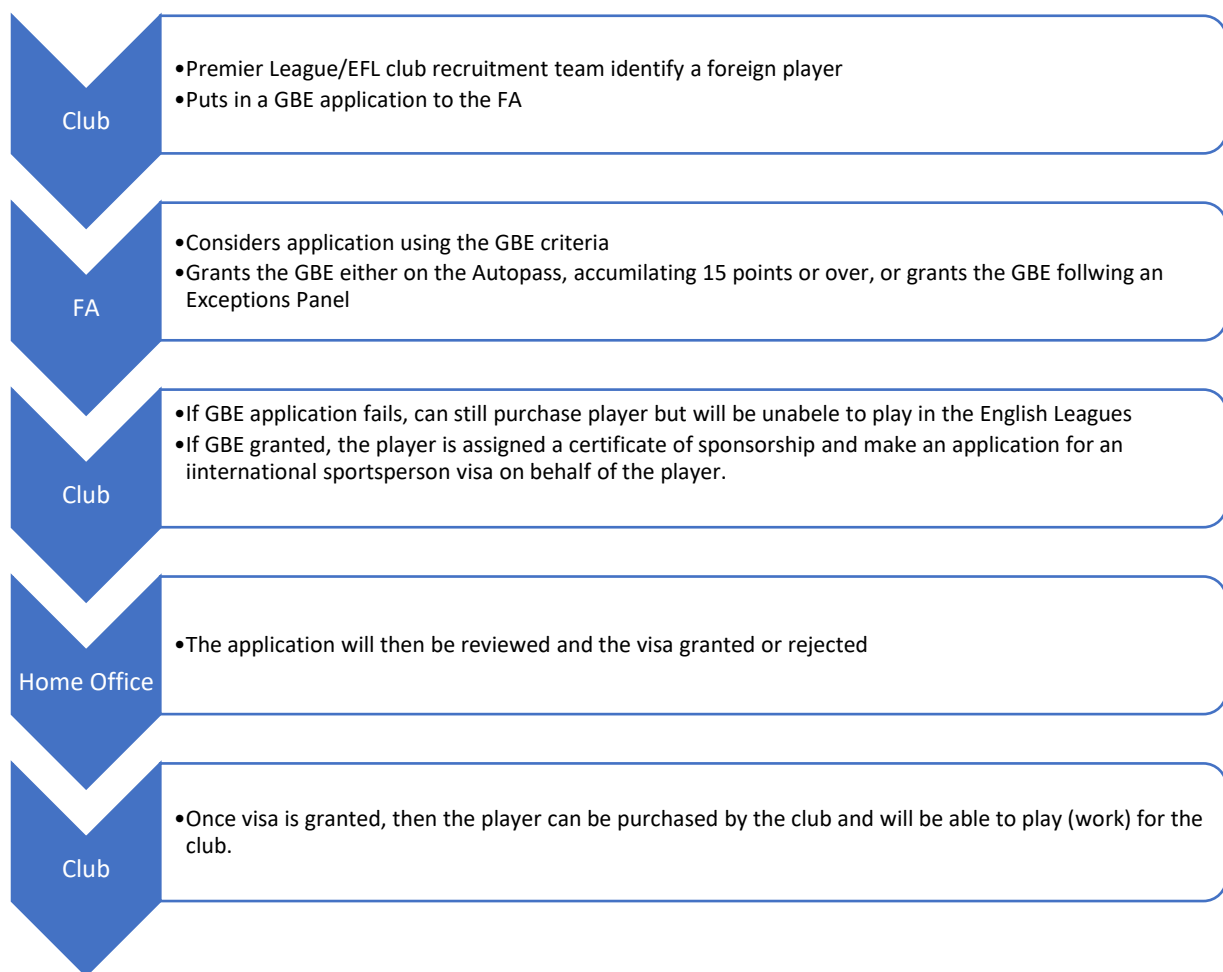 Club
•Premier League/EFL club recruitment team identify a foreign player
•Puts in a GBE application to the FA
FA
•Considers application using the GBE criteria
•Grants the GBE either on the Autopass, accumilating 15 points or over, or grants the GBE follwing an
Exceptions Panel
Club
•If GBE application fails, can still purchase player but will be unabele to play in the English Leagues
•If GBE granted, the player is assigned a certificate of sponsorship and make an application for an
iinternational sportsperson visa on behalf of the player.
Home Office
•The application will then be reviewed and the visa granted or rejected
Club
•Once visa is granted, then the player can be purchased by the club and will be able to play (work) for the
club.